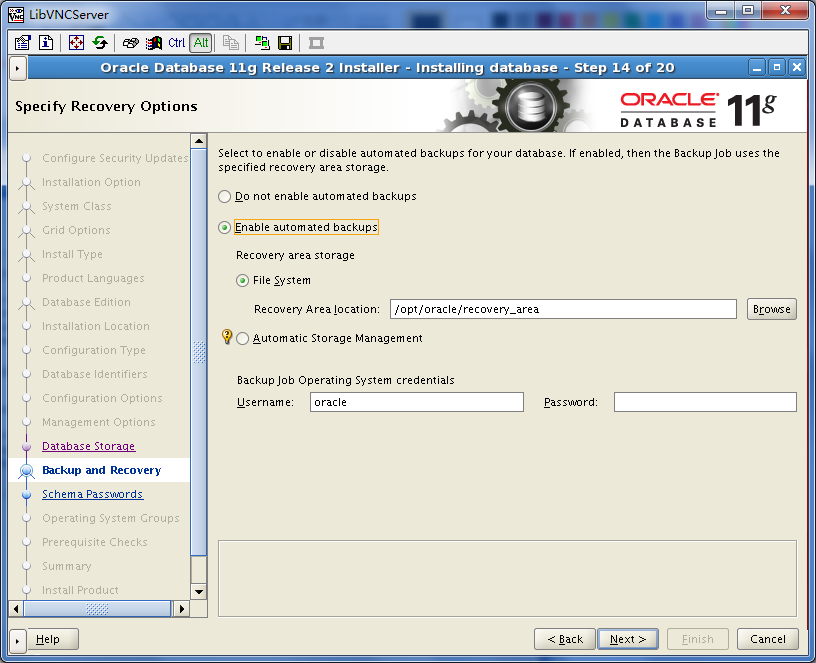 LibVNCServer
Ctrl Alt
Oracle Database 11g Release 2 Installer - Installing database - Step 14 of 20
Specify Recovery Options
ORACLE
DATABASE 11g
Configure Security Updates
Installation Option
System Class
Grid Options
Install Type
Product Languages
Database Edition
Installation Location
Configuration Type
Database Identifiers
Configuration Options
Management Options
Database Storage
Backup and Recovery
Schema Passwords
Operating System Groups
Prerequisite Checks
Summary
Install Product
Select to enable or disable automated backups for your database. If enabled, then the Backup Job uses the
specified recovery area storage.
Do not enable automated backups
Enable automated backups
Recovery area storage
File System
Recovery Area location: /opt/oracle/recovery_area Browse
Automatic Storage Management
Backup Job Operating System credentials
Username: oracle Password:
Help < Back Next > Finish Cancel